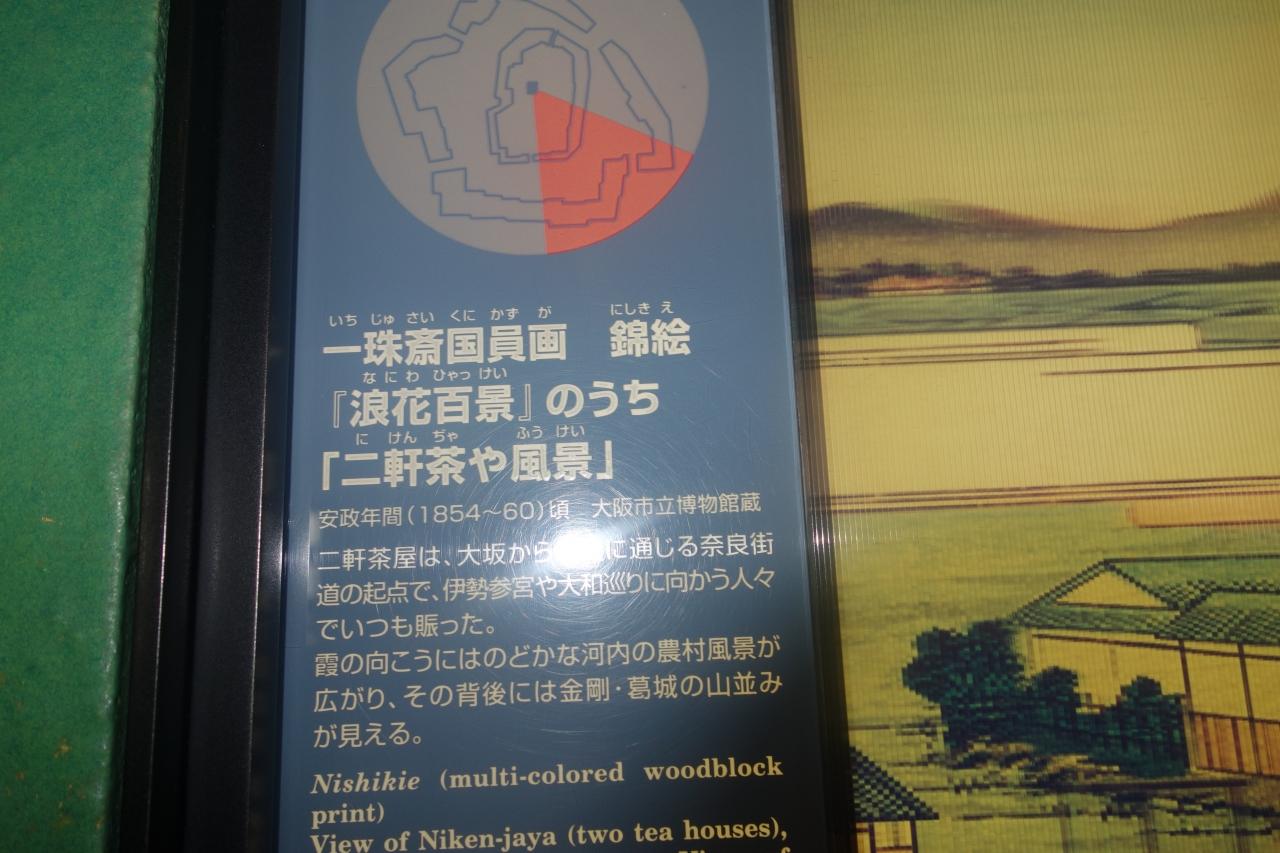 いち じゅ さい くに かず が にしき え
一珠斎国員画 錦絵
なにわ ひゃっけい
『浪花百景』のうち
に けん ぢゃ ふう けい
「二軒茶や風景」
安政年間(1854〜60)頃 大阪市立博物館蔵
二軒茶屋は、大坂から に通じる奈良街
道の起点で、伊勢参宮や大和巡りに向かう人々
でいつも賑った。
霞の向こうにはのどかな河内の農村風景が
広がり、その背後には金剛・葛城の山並み
が見える。
Nishikie (multi-colored woodblock
print)
View of Niken-jaya (two tea houses),